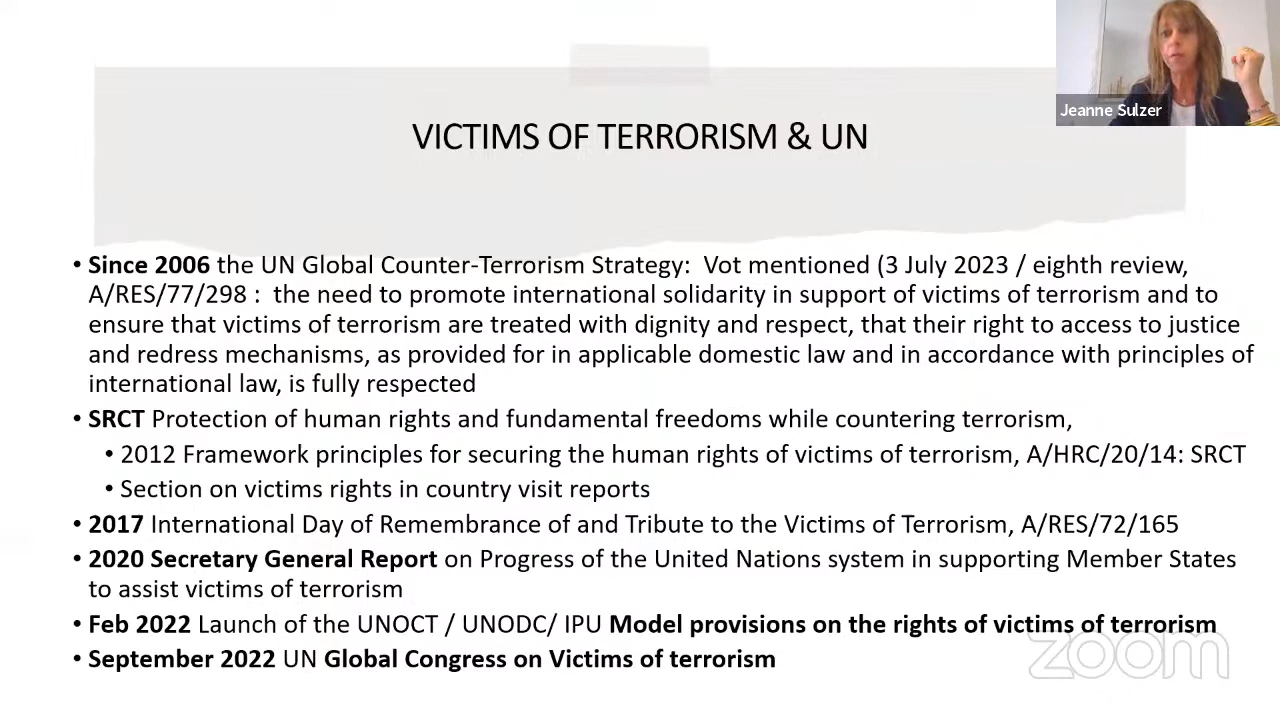 Jeanne Sulzer
VICTIMS OF TERRORISM & UN
• Since 2006 the UN Global Counter-Terrorism Strategy:  Vot mentioned (3 July 2023 / eighth review,
A/RES/77/298 :  the need to promote international solidarity in support of victims of terrorism and to
ensure that victims of terrorism are treated with dignity and respect, that their right to access to justice
and redress mechanisms, as provided for in applicable domestic law and in accordance with principles of
international law, is fully respected
• SRCT Protection of human rights and fundamental freedoms while countering terrorism,
• 2012 Framework principles for securing the human rights of victims of terrorism, A/HRC/20/14: SRCT
• Section on victims rights in country visit reports
• 2017 International Day of Remembrance of and Tribute to the Victims of Terrorism, A/RES/72/165
• 2020 Secretary General Report on Progress of the United Nations system in supporting Member States
to assist victims of terrorism
• Feb 2022 Launch of the UNOCT / UNODC/ IPU Model provisions on the rights of victims of terrorism
• September 2022 UN Global Congress on Victims of terrorism
zoom